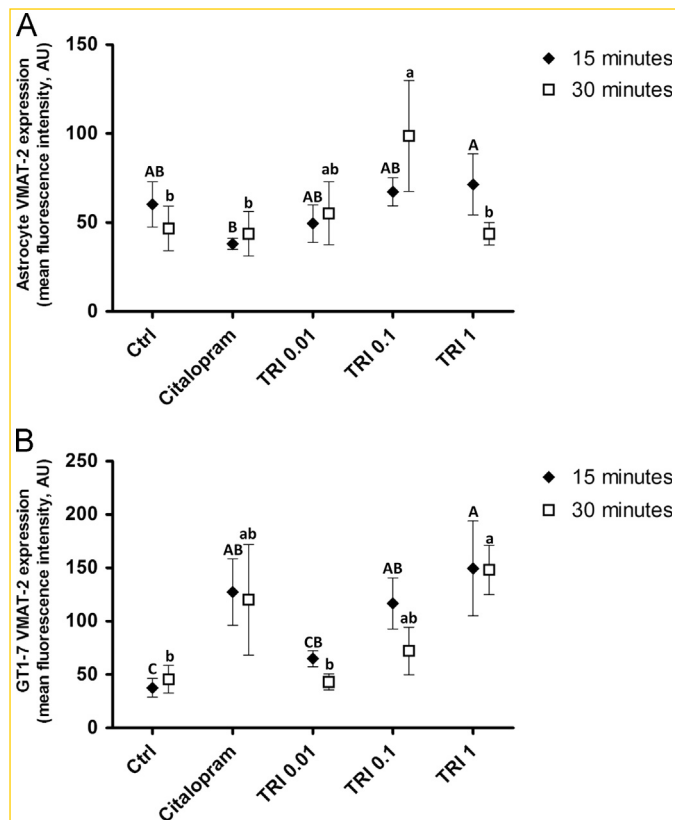 A
Astrocyte VMAT-2 expression
(mean fluorescence intensity, AU)
150
100
50
0
AB
b
B
b
AB
ab
AB
a
A
b
Ctrl
Citalopram
TRI 0.01
TRI 0.1
TRI 1
15 minutes
30 minutes
B
GT1-7 VMAT-2 expression
(mean fluorescence intensity, AU)
250
200
150
100
50
0
C
b
AB
ab
CB
b
AB
ab
A
a
Ctrl
Citalopram
TRI 0.01
TRI 0.1
TRI 1
15 minutes
30 minutes